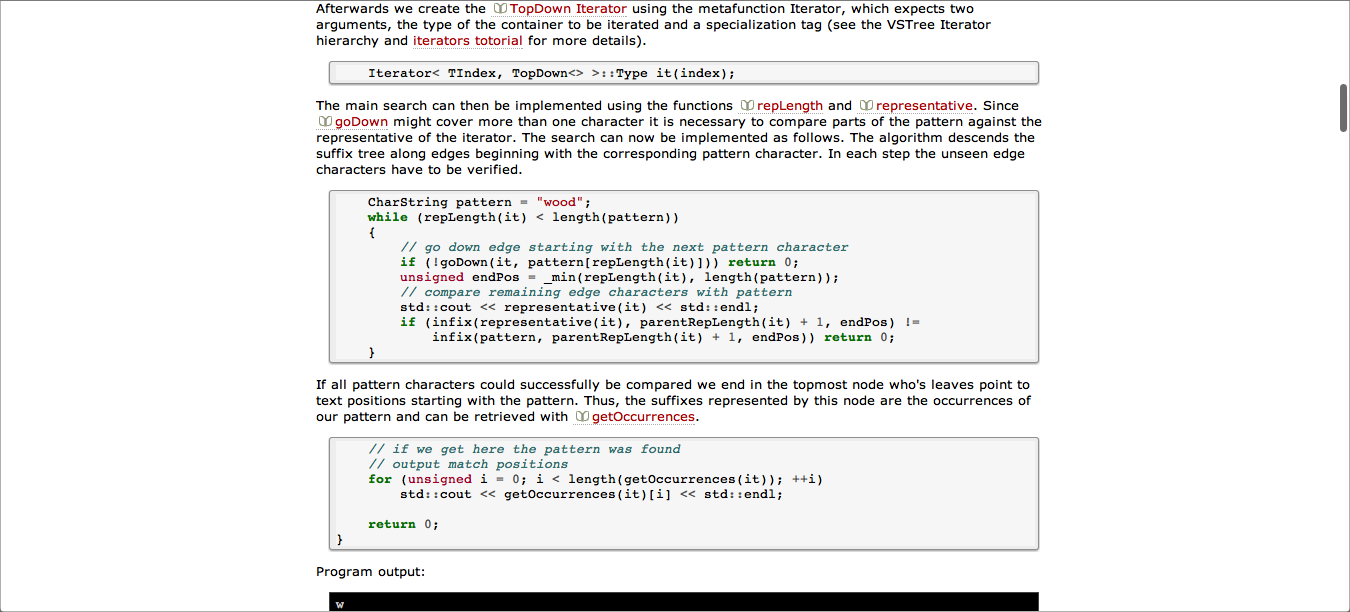 Afterwards we create the TopDown Iterator using the metafunction Iterator, which expects two
arguments, the type of the container to be iterated and a specialization tag (see the VSTree Iterator
hierarchy and iterators totorial for more details).
Iterator< TIndex, TopDown<> >::Type it(index);
The main search can then be implemented using the functions repLength and representative. Since
goDown might cover more than one character it is necessary to compare parts of the pattern against the
representative of the iterator. The search can now be implemented as follows. The algorithm descends the
suffix tree along edges beginning with the corresponding pattern character. In each step the unseen edge
characters have to be verified.
CharString pattern = "wood";
while (repLength(it) < length(pattern))
{
// go down edge starting with the next pattern character
if (!goDown(it, pattern[repLength(it)])) return 0;
unsigned endPos = _min(repLength(it), length(pattern));
// compare remaining edge characters with pattern
std::cout << representative(it) << std::endl;
if (infix(representative(it), parentRepLength(it) + 1, endPos) !=
infix(pattern, parentRepLength(it) + 1, endPos)) return 0;
}
If all pattern characters could successfully be compared we end in the topmost node who's leaves point to
text positions starting with the pattern. Thus, the suffixes represented by this node are the occurrences of
our pattern and can be retrieved with getOccurrences.
// if we get here the pattern was found
// output match positions
for (unsigned i = 0; i < length(getOccurrences(it)); ++i)
std::cout << getOccurrences(it)[i] << std::endl;
return 0;
}
Program output:
w